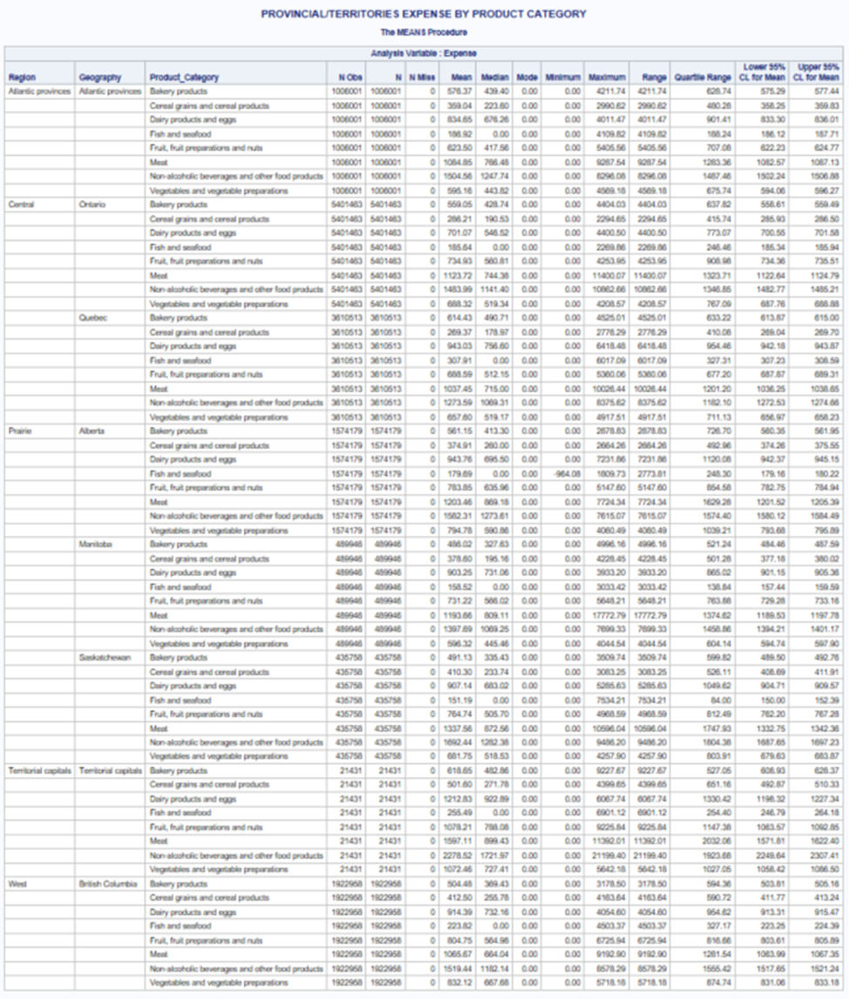 PROVINCIAL/TERRITORIES EXPENSE BY PRODUCT CATEGORY
The MEANS Procedure
Analysis Variable : Expense
Region Geography Product_Category N Obs N N Miss Mean Median Mode Minimum Maximum Range Quartile Range Lower 95% CL for Mean Upper 95% CL for Mean
Atlantic provinces Atlantic provinces Bakery products 1006001 1006001 0 576.37 439.40 0.00 0.00 4211.74 4211.74 628.74 575.29 577.44
Cereal grains and cereal products 1006001 1006001 0 359.04 223.60 0.00 0.00 2990.62 2990.62 480.28 358.25 359.83
Dairy products and eggs 1006001 1006001 0 834.65 676.26 0.00 0.00 4011.47 4011.47 901.41 833.30 836.01
Fish and seafood 1006001 1006001 0 186.92 0.00 0.00 0.00 4109.82 4109.82 188.24 186.12 187.71
Fruit, fruit preparations and nuts 1006001 1006001 0 623.50 417.56 0.00 0.00 5405.56 5405.56 707.08 622.23 624.77
Meat 1006001 1006001 0 1084.85 766.48 0.00 0.00 9287.54 9287.54 1283.36 1082.57 1087.13
Non-alcoholic beverages and other food products 1006001 1006001 0 1504.56 1247.74 0.00 0.00 8296.08 8296.08 1487.46 1502.24 1506.88
Vegetables and vegetable preparations 1006001 1006001 0 595.16 443.82 0.00 0.00 4569.18 4569.18 675.74 594.06 596.27
Central Ontario Bakery products 5401463 5401463 0 559.05 428.74 0.00 0.00 4404.03 4404.03 637.82 558.61 559.49
Cereal grains and cereal products 5401463 5401463 0 286.21 190.53 0.00 0.00 2294.65 2294.65 415.74 285.93 286.50
Dairy products and eggs 5401463 5401463 0 701.07 546.52 0.00 0.00 4400.50 4400.50 773.07 700.55 701.58
Fish and seafood 5401463 5401463 0 185.64 0.00 0.00 0.00 2269.86 2269.86 246.46 185.34 185.94
Fruit, fruit preparations and nuts 5401463 5401463 0 734.93 560.81 0.00 0.00 4253.95 4253.95 908.98 734.36 735.51
Meat 5401463 5401463 0 1123.72 744.38 0.00 0.00 11400.07 11400.07 1323.71 1122.64 1124.79
Non-alcoholic beverages and other food products 5401463 5401463 0 1483.99 1141.40 0.00 0.00 10862.66 10862.66 1346.85 1482.77 1485.21
Vegetables and vegetable preparations 5401463 5401463 0 688.32 519.34 0.00 0.00 4208.57 4208.57 767.09 687.76 688.88
Quebec Bakery products 3610513 3610513 0 614.43 490.71 0.00 0.00 4525.01 4525.01 633.22 613.87 615.00
Cereal grains and cereal products 3610513 3610513 0 269.37 178.97 0.00 0.00 2776.29 2776.29 410.08 269.04 269.70
Dairy products and eggs 3610513 3610513 0 943.03 756.60 0.00 0.00 6418.48 6418.48 954.46 942.18 943.87
Fish and seafood 3610513 3610513 0 307.91 0.00 0.00 0.00 6017.09 6017.09 327.31 307.23 308.59
Fruit, fruit preparations and nuts 3610513 3610513 0 688.59 512.15 0.00 0.00 5360.06 5360.06 677.20 687.87 689.31
Meat 3610513 3610513 0 1037.45 715.00 0.00 0.00 10026.44 10026.44 1201.20 1036.25 1038.65
Non-alcoholic beverages and other food products 3610513 3610513 0 1273.59 1069.31 0.00 0.00 8375.62 8375.62 1182.10 1272.53 1274.66
Vegetables and vegetable preparations 3610513 3610513 0 657.60 519.17 0.00 0.00 4917.51 4917.51 711.13 656.97 658.23
Prairie Alberta Bakery products 1574179 1574179 0 561.15 413.30 0.00 0.00 2878.83 2878.83 726.70 560.35 561.95
Cereal grains and cereal products 1574179 1574179 0 374.91 260.00 0.00 0.00 2664.26 2664.26 492.96 374.26 375.55
Dairy products and eggs 1574179 1574179 0 943.76 695.50 0.00 0.00 7231.86 7231.86 1120.08 942.37 945.15
Fish and seafood 1574179 1574179 0 179.69 0.00 0.00 -964.08 1809.73 2773.81 248.30 179.16 180.22
Fruit, fruit preparations and nuts 1574179 1574179 0 783.85 635.96 0.00 0.00 5147.60 5147.60 854.58 782.75 784.94
Meat 1574179 1574179 0 1203.46 869.18 0.00 0.00 7724.34 7724.34 1629.28 1201.52 1205.39
Non-alcoholic beverages and other food products 1574179 1574179 0 1582.31 1273.61 0.00 0.00 7615.07 7615.07 1574.40 1580.12 1584.49
Vegetables and vegetable preparations 1574179 1574179 0 794.78 590.86 0.00 0.00 4060.49 4060.49 1039.21 793.68 795.89
Manitoba Bakery products 489946 489946 0 486.02 327.63 0.00 0.00 4996.16 4996.16 521.24 484.46 487.59
Cereal grains and cereal products 489946 489946 0 378.60 195.16 0.00 0.00 4228.45 4228.45 501.28 377.18 380.02
Dairy products and eggs 489946 489946 0 903.25 731.06 0.00 0.00 3933.20 3933.20 865.02 901.15 905.36
Fish and seafood 489946 489946 0 158.52 0.00 0.00 0.00 3033.42 3033.42 138.84 157.44 159.59
Fruit, fruit preparations and nuts 489946 489946 0 731.22 566.02 0.00 0.00 5648.21 5648.21 763.88 729.28 733.16
Meat 489946 489946 0 1193.66 809.11 0.00 0.00 17772.79 17772.79 1374.62 1189.53 1197.78
Non-alcoholic beverages and other food products 489946 489946 0 1397.69 1069.25 0.00 0.00 7699.33 7699.33 1458.86 1394.21 1401.17
Vegetables and vegetable preparations 489946 489946 0 596.32 445.46 0.00 0.00 4044.54 4044.54 604.14 594.74 597.90
Saskatchewan Bakery products 435758 435758 0 491.13 335.43 0.00 0.00 3509.74 3509.74 599.82 489.50 492.76
Cereal grains and cereal products 435758 435758 0 410.30 233.74 0.00 0.00 3083.25 3083.25 526.11 408.69 411.91
Dairy products and eggs 435758 435758 0 907.14 683.02 0.00 0.00 5285.63 5285.63 1049.62 904.71 909.57
Fish and seafood 435758 435758 0 151.19 0.00 0.00 0.00 7534.21 7534.21 84.00 150.00 152.39
Fruit, fruit preparations and nuts 435758 435758 0 764.74 505.70 0.00 0.00 4968.59 4968.59 812.49 762.20 767.28
Meat 435758 435758 0 1337.56 872.56 0.00 0.00 10596.04 10596.04 1747.93 1332.75 1342.36
Non-alcoholic beverages and other food products 435758 435758 0 1692.44 1282.38 0.00 0.00 9486.20 9486.20 1804.38 1687.65 1697.23
Vegetables and vegetable preparations 435758 435758 0 681.75 518.53 0.00 0.00 4257.90 4257.90 803.91 679.63 683.87
Territorial capitals Territorial capitals Bakery products 21431 21431 0 618.65 482.86 0.00 0.00 9227.67 9227.67 527.05 608.93 628.37
Cereal grains and cereal products 21431 21431 0 501.60 271.78 0.00 0.00 4399.65 4399.65 651.16 492.87 510.33
Dairy products and eggs 21431 21431 0 1212.83 922.89 0.00 0.00 6067.74 6067.74 1330.42 1198.32 1227.34
Fish and seafood 21431 21431 0 255.49 0.00 0.00 0.00 6901.12 6901.12 254.40 246.79 264.18
Fruit, fruit preparations and nuts 21431 21431 0 1078.21 788.08 0.00 0.00 9225.84 9225.84 1147.38 1063.57 1092.85
Meat 21431 21431 0 1597.11 899.43 0.00 0.00 11392.01 11392.01 2032.06 1571.81 1622.40
Non-alcoholic beverages and other food products 21431 21431 0 2278.52 1721.97 0.00 0.00 21199.40 21199.40 1923.68 2249.64 2307.41
Vegetables and vegetable preparations 21431 21431 0 1072.46 727.41 0.00 0.00 5642.18 5642.18 1027.05 1058.42 1086.50
West British Columbia Bakery products 1922958 1922958 0 504.48 369.43 0.00 0.00 3178.50 3178.50 594.36 503.81 505.16
Cereal grains and cereal products 1922958 1922958 0 412.50 255.78 0.00 0.00 4163.64 4163.64 590.72 411.77 413.24
Dairy products and eggs 1922958 1922958 0 914.39 732.16 0.00 0.00 4054.60 4054.60 954.62 913.31 915.47
Fish and seafood 1922958 1922958 0 223.82 0.00 0.00 0.00 4503.37 4503.37 327.17 223.25 224.39
Fruit, fruit preparations and nuts 1922958 1922958 0 804.75 564.98 0.00 0.00 6725.94 6725.94 816.66 803.61 805.89
Meat 1922958 1922958 0 1065.67 664.04 0.00 0.00 9192.90 9192.90 1281.54 1063.99 1067.35
Non-alcoholic beverages and other food products 1922958 1922958 0 1519.44 1182.14 0.00 0.00 8578.29 8578.29 1555.42 1517.65 1521.24
Vegetables and vegetable preparations 1922958 1922958 0 832.12 667.68 0.00 0.00 5718.18 5718.18 874.74 831.06 833.18